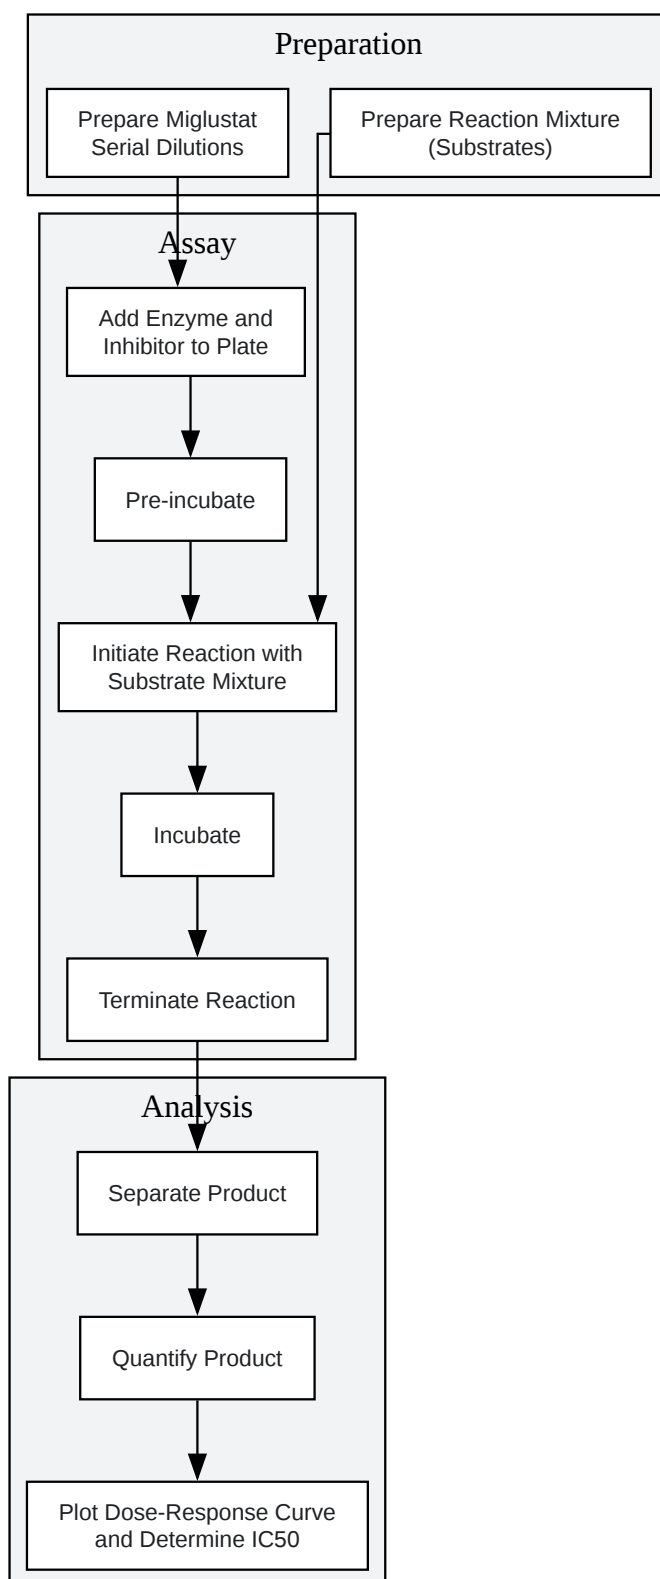 Preparation
Prepare Miglustat
Serial Dilutions
Prepare Reaction Mixture
(Substrates)
Assay
Add Enzyme and
Inhibitor to Plate
Pre-incubate
Initiate Reaction with
Substrate Mixture
Incubate
Terminate Reaction
Analysis
Separate Product
Quantify Product
Plot Dose-Response Curve
and Determine IC50